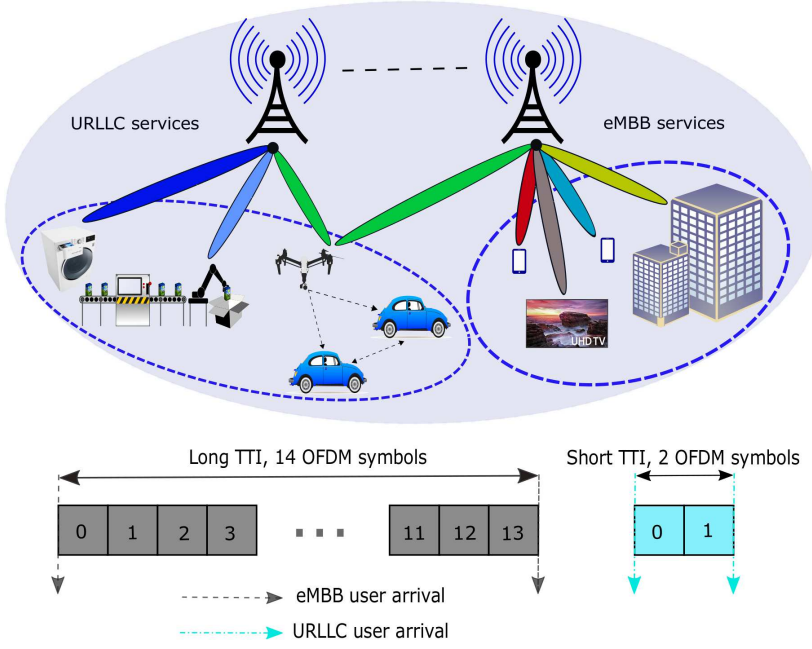 URLLC services
eMBB services
UHD TV
Long TTI, 14 OFDM symbols
Short TTI, 2 OFDM symbols
0 1 2 3 ... 11 12 13
0 1
eMBB user arrival
URLLC user arrival